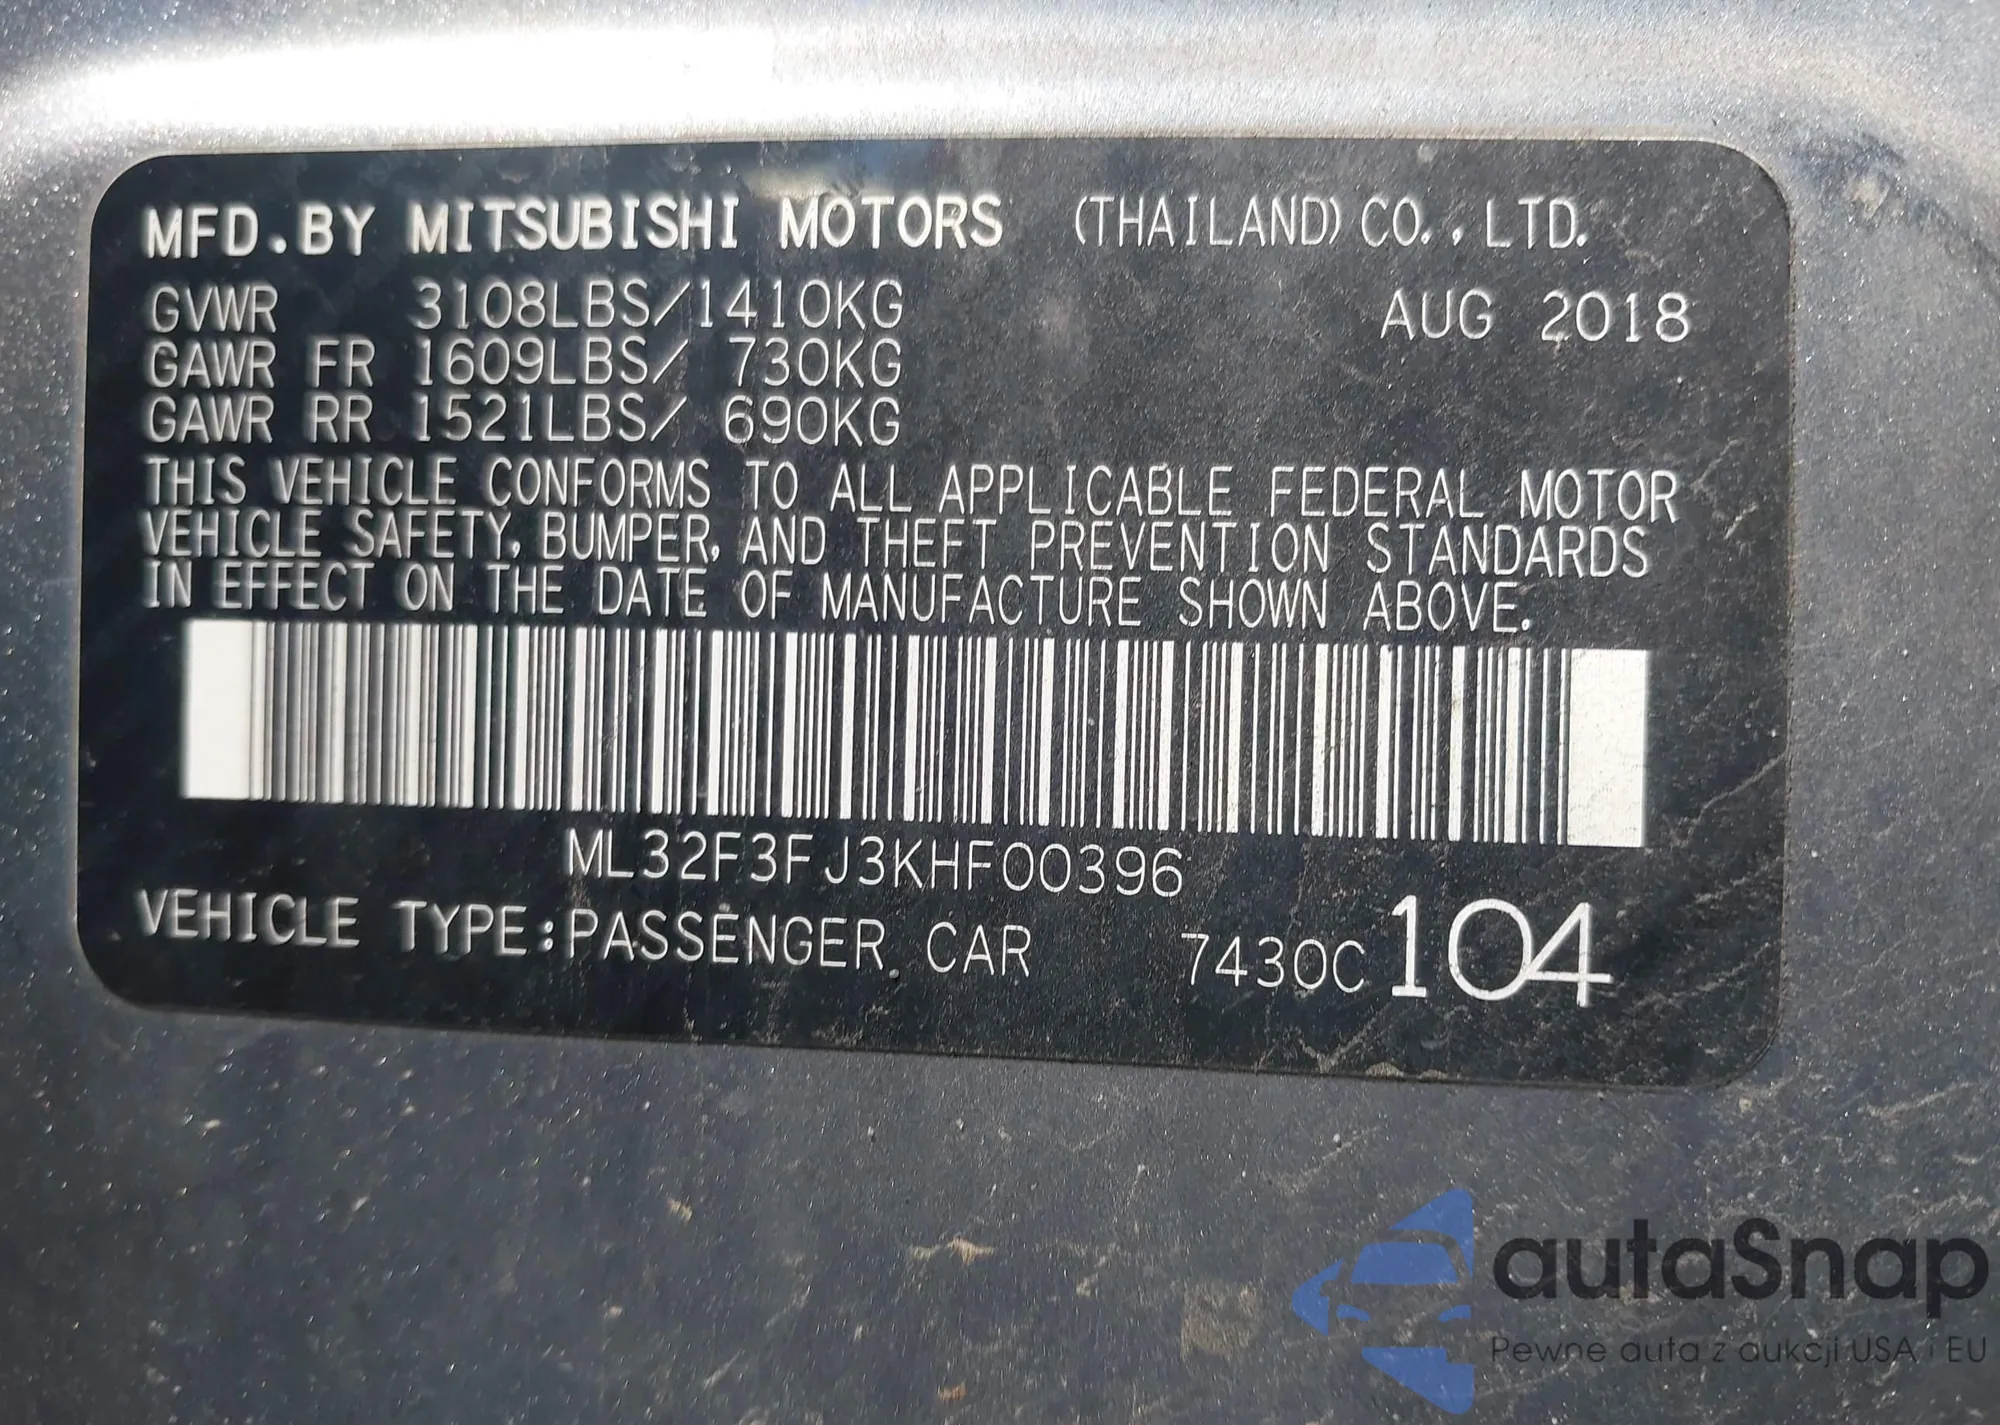 MFD.BY MITSUBISHI MOTORS (THAILAND) CO., LTD.
GVWR 3108LBS/1410KG AUG 2018
GAWR FR 1609LBS/ 730KG
GAWR RR 1521LBS/ 690KG
THIS VEHICLE CONFORMS TO ALL APPLICABLE FEDERAL MOTOR
VEHICLE SAFETY, BUMPER, AND THEFT PREVENTION STANDARDS
IN EFFECT ON THE DATE OF MANUFACTURE SHOWN ABOVE.
ML32F3FJ3KHF00396
VEHICLE TYPE:PASSENGER CAR 7430C 104
autaSnap
Pewne auta z aukcji USA i EU